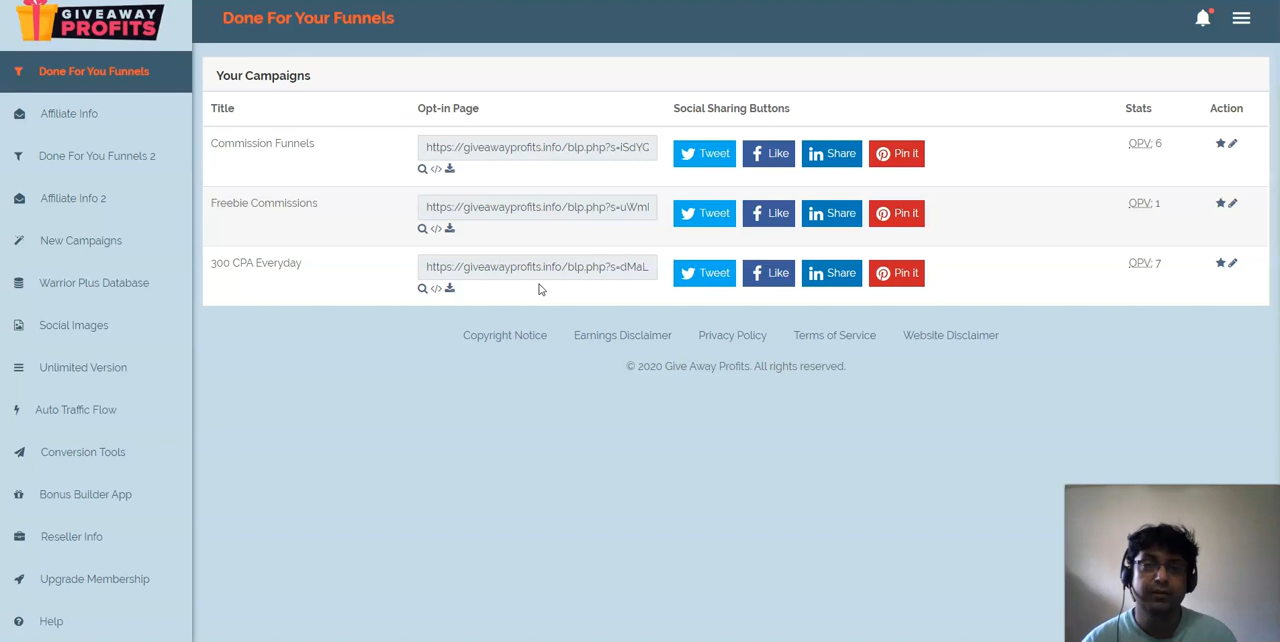 GIVEAWAY
PROFITS
Done For Your Funnels
Done For You Funnels
Affiliate Info
Done For You Funnels 2
Affiliate Info 2
New Campaigns
Warrior Plus Database
Social Images
Unlimited Version
Auto Traffic Flow
Conversion Tools
Bonus Builder App
Reseller Info
Upgrade Membership
Help
Your Campaigns
Title Opt-in Page Social Sharing Buttons Stats Action
Commission Funnels https://giveawayprofits.info/blp.php?s=iSdYC Tweet Like Share Pin it OPV: 6
Freebie Commissions https://giveawayprofits.info/blp.php?s=uWml Tweet Like Share Pin it OPV: 1
300 CPA Everyday https://giveawayprofits.info/blp.php?s=dMaL Tweet Like Share Pin it OPV: 7
Copyright Notice Earnings Disclaimer Privacy Policy Terms of Service Website Disclaimer
© 2020 Give Away Profits. All rights reserved.